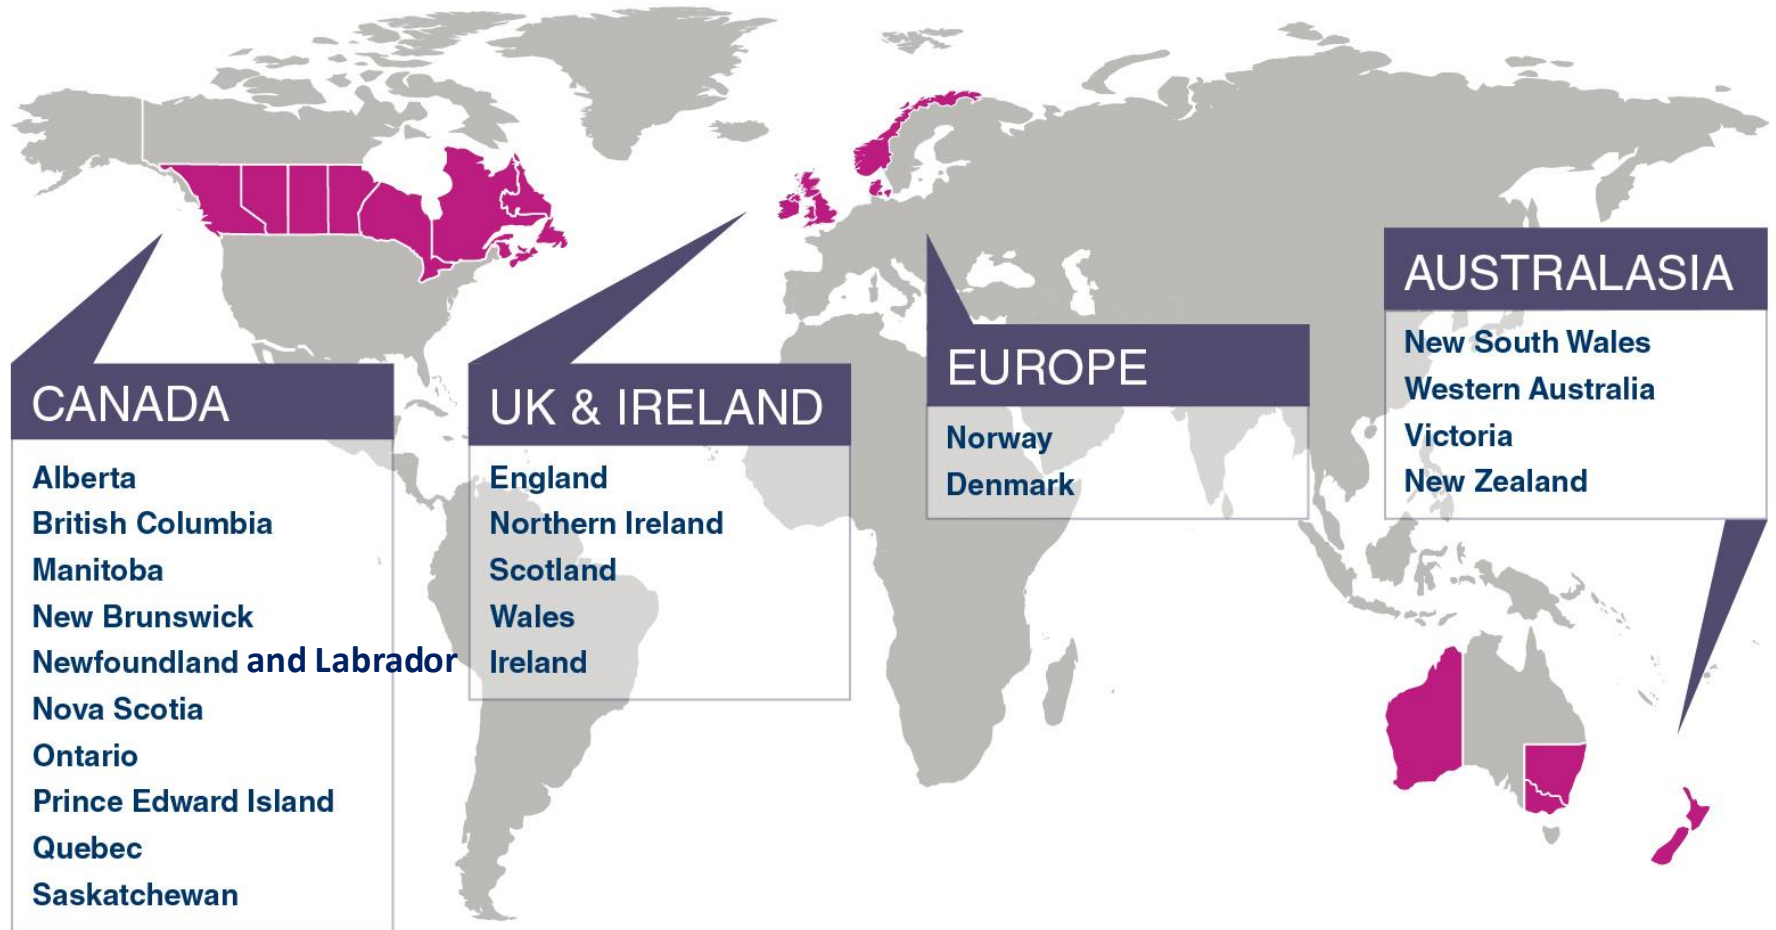 CANADA
Alberta
British Columbia
Manitoba
New Brunswick
Newfoundland and Labrador
Nova Scotia
Ontario
Prince Edward Island
Quebec
Saskatchewan
UK & IRELAND
England
Northern Ireland
Scotland
Wales
Ireland
EUROPE
Norway
Denmark
AUSTRALASIA
New South Wales
Western Australia
Victoria
New Zealand